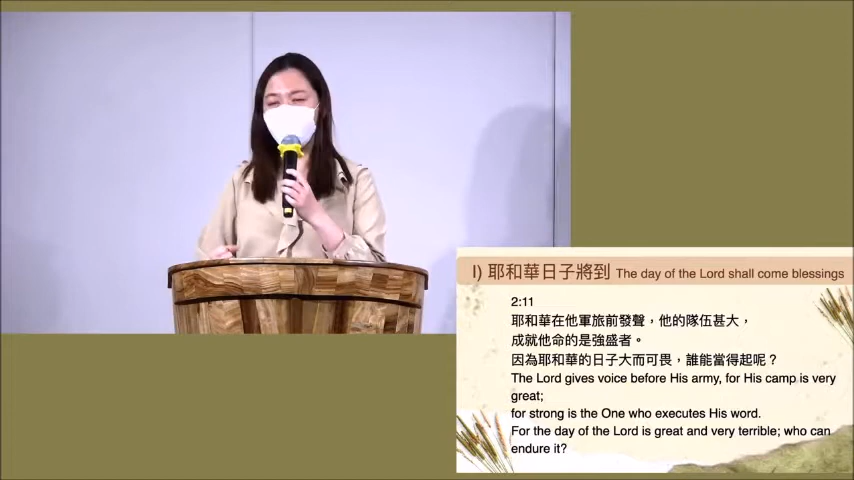 I) 耶和華日子將到 The day of the Lord shall come blessings
2:11
耶和華在他軍旅前發聲，他的隊伍甚大，
成就他命的是強盛者。
因為耶和華的日子大而可畏，誰能當得起呢？
The Lord gives voice before His army, for His camp is very
great;
for strong is the One who executes His word.
For the day of the Lord is great and very terrible; who can
endure it?